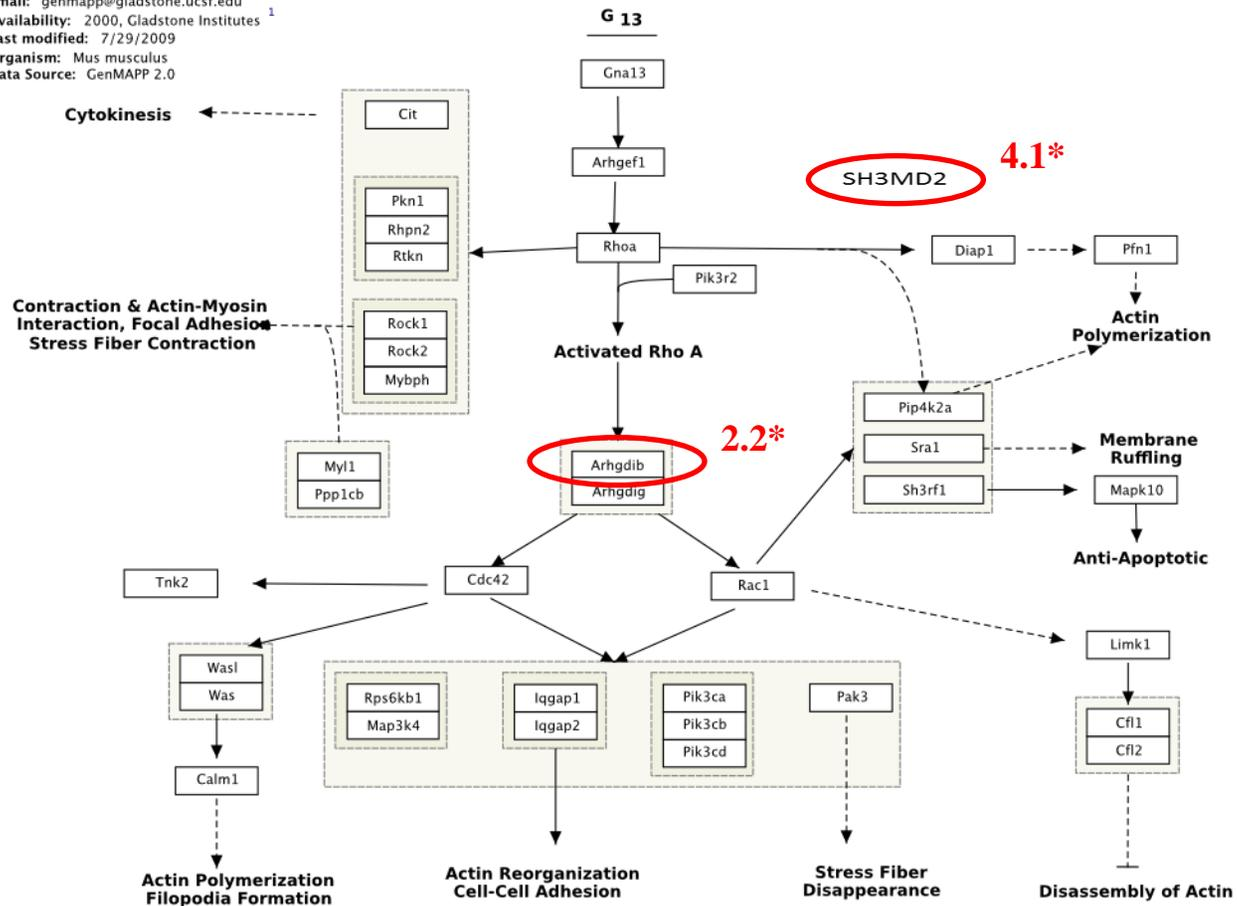 mail: genmapp@gladstone.ucsf.edu
vailability: 2000, Gladstone Institutes 1
ast modified: 7/29/2009
rganism: Mus musculus
ata Source: GenMAPP 2.0
G 13
Gna13
Cytokinesis
Cit
Arhgef1
SH3MD2
4.1*
Pkn1
Rhpn2
Rtkn
Rhoa
Diap1
Pfn1
Pik3r2
Contraction & Actin-Myosin
Interaction, Focal Adhesion
Stress Fiber Contraction
Rock1
Rock2
Mybph
Activated Rho A
Actin
Polymerization
Pip4k2a
Sra1
Sh3rf1
Membrane
Ruffling
Mapk10
Anti-Apoptotic
2.2*
Arhgdib
Arhgdig
Myl1
Ppp1cb
Tnk2
Cdc42
Rac1
Limk1
Wasl
Was
Rps6kb1
Map3k4
Iqgap1
Iqgap2
Pik3ca
Pik3cb
Pik3cd
Pak3
Cfl1
Cfl2
Calm1
Actin Polymerization
Filopodia Formation
Actin Reorganization
Cell-Cell Adhesion
Stress Fiber
Disappearance
Disassembly of Actin